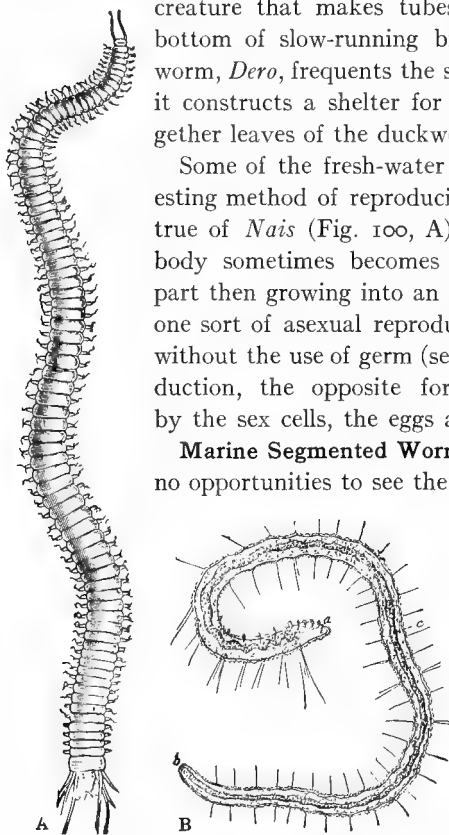 creature that makes tubes
bottom of slow-running b
worm, Dero, frequents the s
it constructs a shelter for
gether leaves of the duckwe
Some of the fresh-water
esting method of reproduci
true of Nais (Fig. 100, A)
body sometimes becomes
part then growing into an
one sort of asexual reprodu
without the use of germ (se
duction, the opposite for
by the sex cells, the eggs a
Marine Segmented Wor
no opportunities to see the
a
c
b
A B